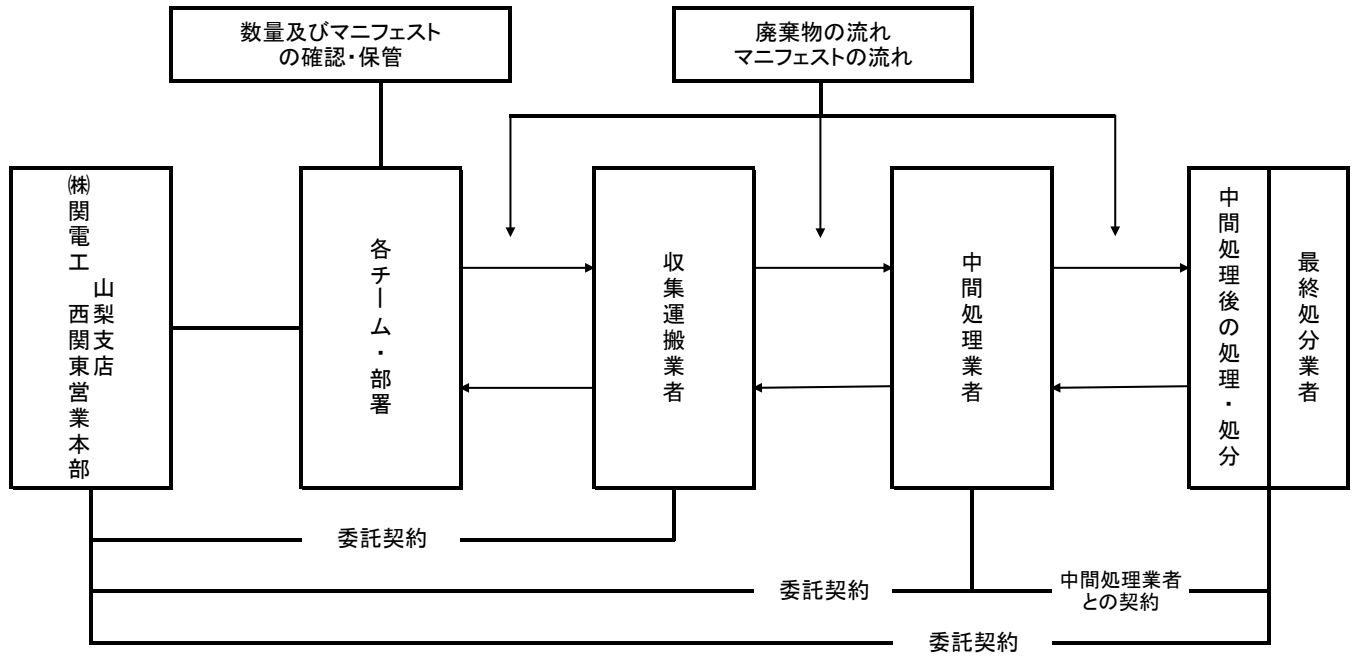 数量及びマニフェスト
の確認・保管
廃棄物の流れ
マニフェストの流れ
㈱関電工
山梨支店
西関東営業本部
各チーム・部署
収集運搬業者
中間処理業者
中間処理後の処理・処分
最終処分業者
委託契約
委託契約
中間処理業者
との契約
委託契約